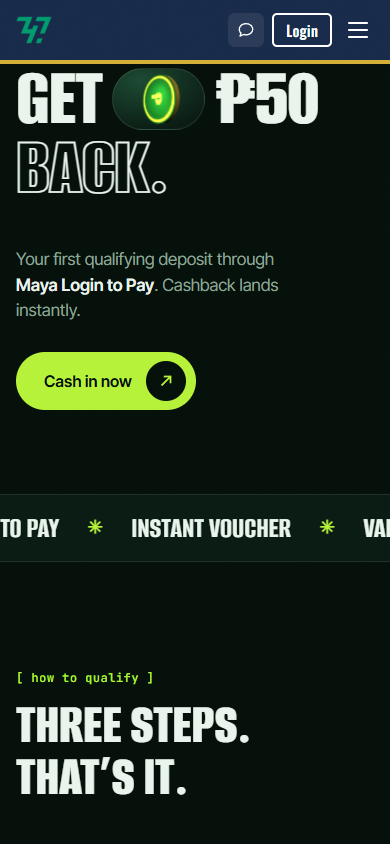 747
Login
GET ₱50
BACK.
Your first qualifying deposit through
Maya Login to Pay. Cashback lands
instantly.
Cash in now
TO PAY * INSTANT VOUCHER *
[ how to qualify ]
THREE STEPS.
THAT'S IT.